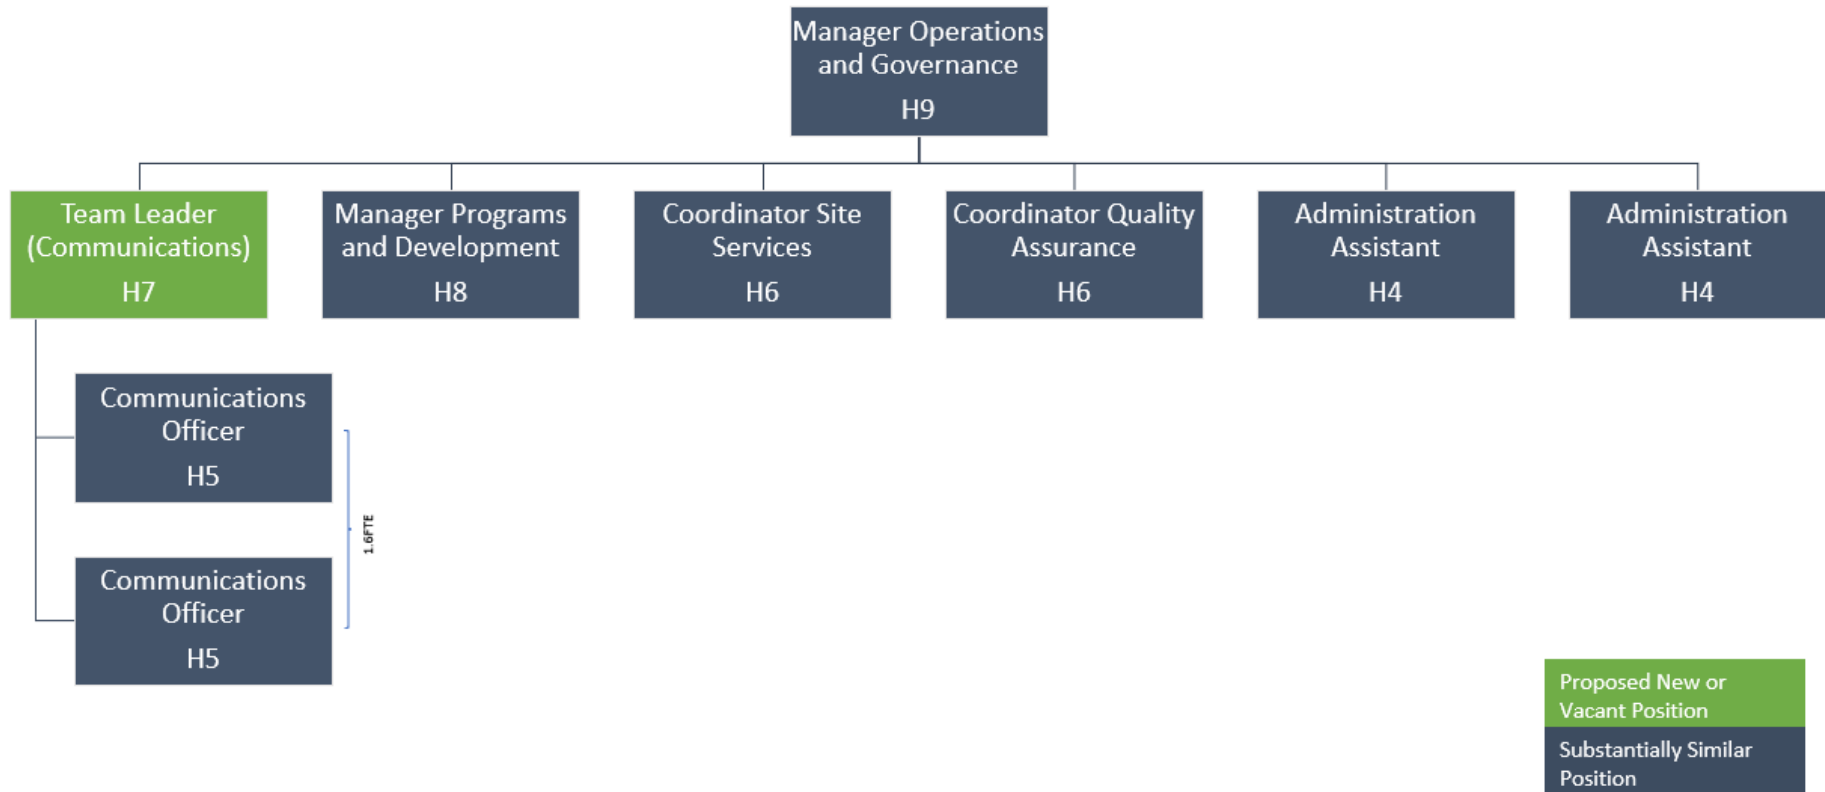 Manager Operations
and Governance
H9
Team Leader
(Communications)
H7
Manager Programs
and Development
H8
Coordinator Site
Services
H6
Coordinator Quality
Assurance
H6
Administration
Assistant
H4
Administration
Assistant
H4
Communications
Officer
H5
1.6FTE
Communications
Officer
H5
Proposed New or
Vacant Position
Substantially Similar
Position